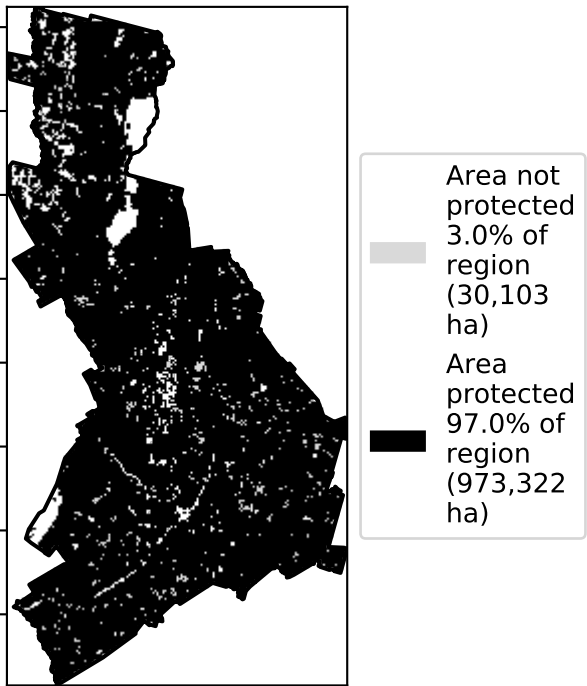 Area not
protected
3.0% of
region
(30,103
ha)
Area
protected
97.0% of
region
(973,322
ha)